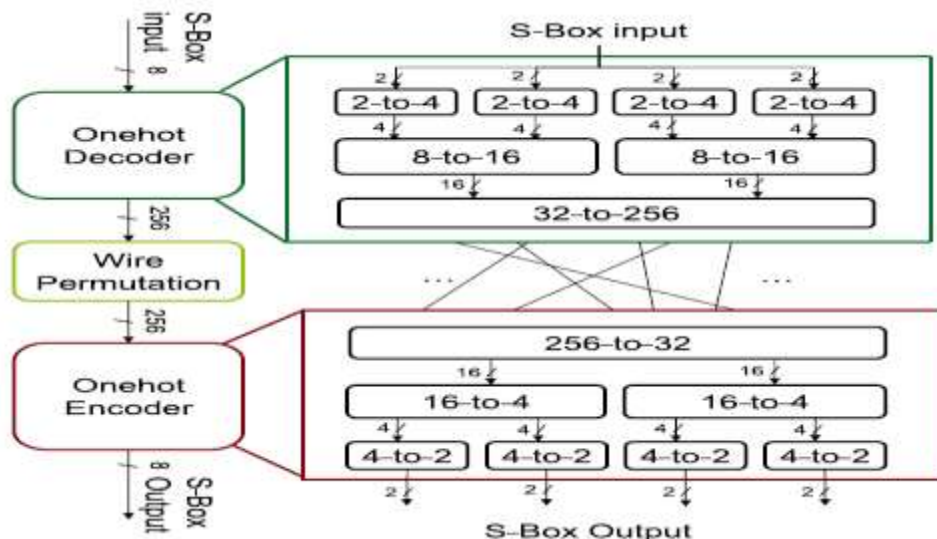 S-Box
input
8
Onehot
Decoder
256
Wire
Permutation
256
Onehot
Encoder
8
S-Box
Output
S-Box input
2 2 2 2
2-to-4 2-to-4 2-to-4 2-to-4
4 4 4 4
8-to-16 8-to-16
16 16
32-to-256
... ...
256-to-32
16 16
16-to-4 16-to-4
4 4 4 4
4-to-2 4-to-2 4-to-2 4-to-2
2 2 2 2
S-Box Output